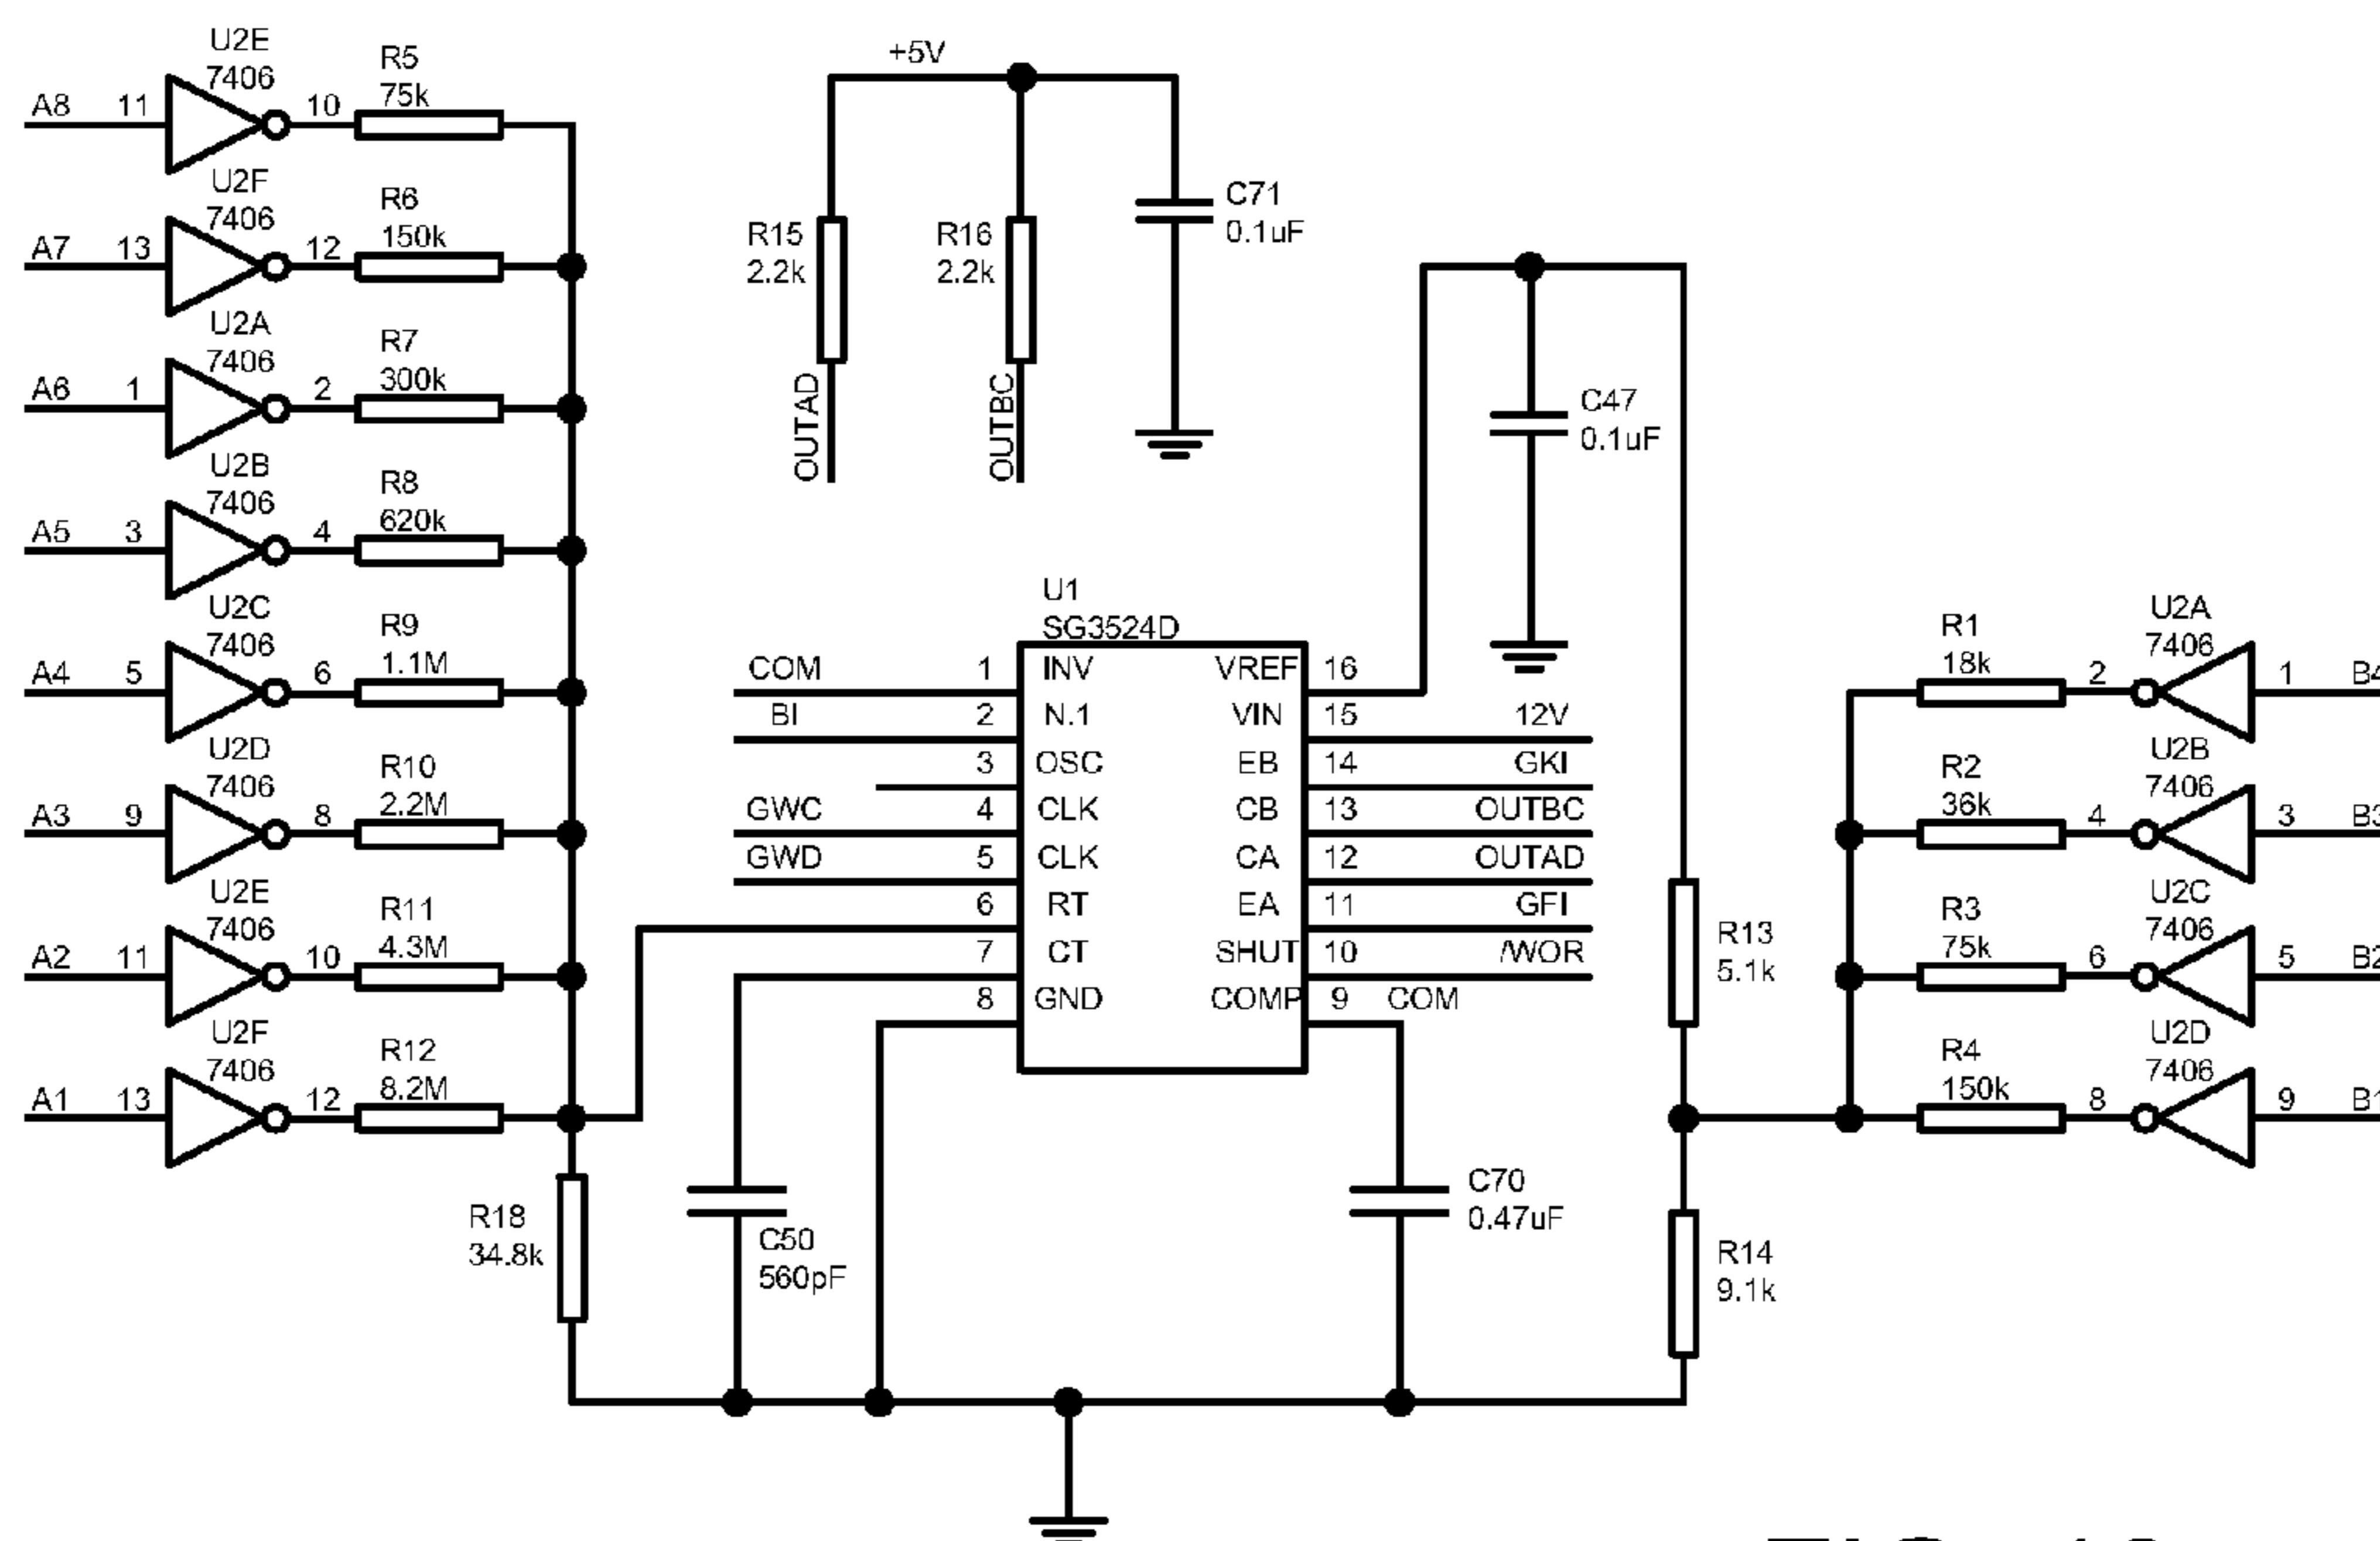 U2E
7406
A8 11 10
R5
75k
U2F
7406
A7 13 12
R6
150k
U2A
7406
A6 1 2
R7
300k
U2B
7406
A5 3 4
R8
620k
U2C
7406
A4 5 6
R9
1.1M
U2D
7406
A3 9 8
R10
2.2M
U2E
7406
A2 11 10
R11
4.3M
U2F
7406
A1 13 12
R12
8.2M
R18
34.8k
+5V
R15
2.2k
OUTAD
R16
2.2k
OUTBC
C71
0.1uF
C47
0.1uF
U1
SG3524D
COM 1 INV VREF 16
BI 2 N.1 VIN 15 12V
3 OSC EB 14 GKI
GWC 4 CLK CB 13 OUTBC
GWD 5 CLK CA 12 OUTAD
6 RT EA 11 GFI
7 CT SHUT 10 /WOR
8 GND COMP 9 COM
C50
560pF
C70
0.47uF
R13
5.1k
R14
9.1k
R1
18k
U2A
7406
2 1 B4
R2
36k
U2B
7406
4 3 B3
R3
75k
U2C
7406
6 5 B2
R4
150k
U2D
7406
8 9 B1